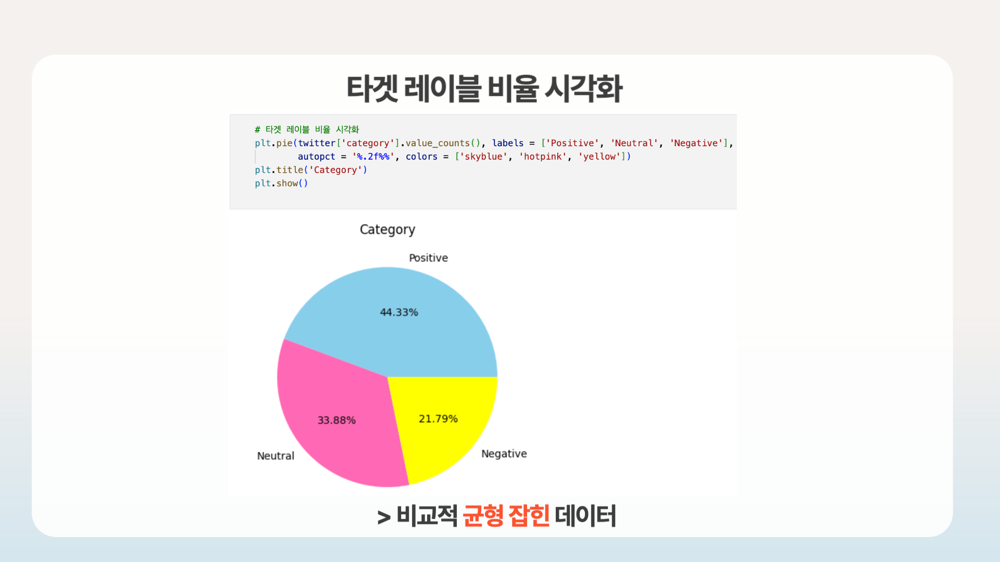 타겟 레이블 비율 시각화
# 타겟 레이블 비율 시각화
plt.pie(twitter['category'].value_counts(), labels = ['Positive', 'Neutral', 'Negative'],
autopct = '%.2f%%', colors = ['skyblue', 'hotpink', 'yellow'])
plt.title('Category')
plt.show()
Category
Positive
44.33%
33.88%
21.79%
Neutral
Negative
> 비교적 균형 잡힌 데이터